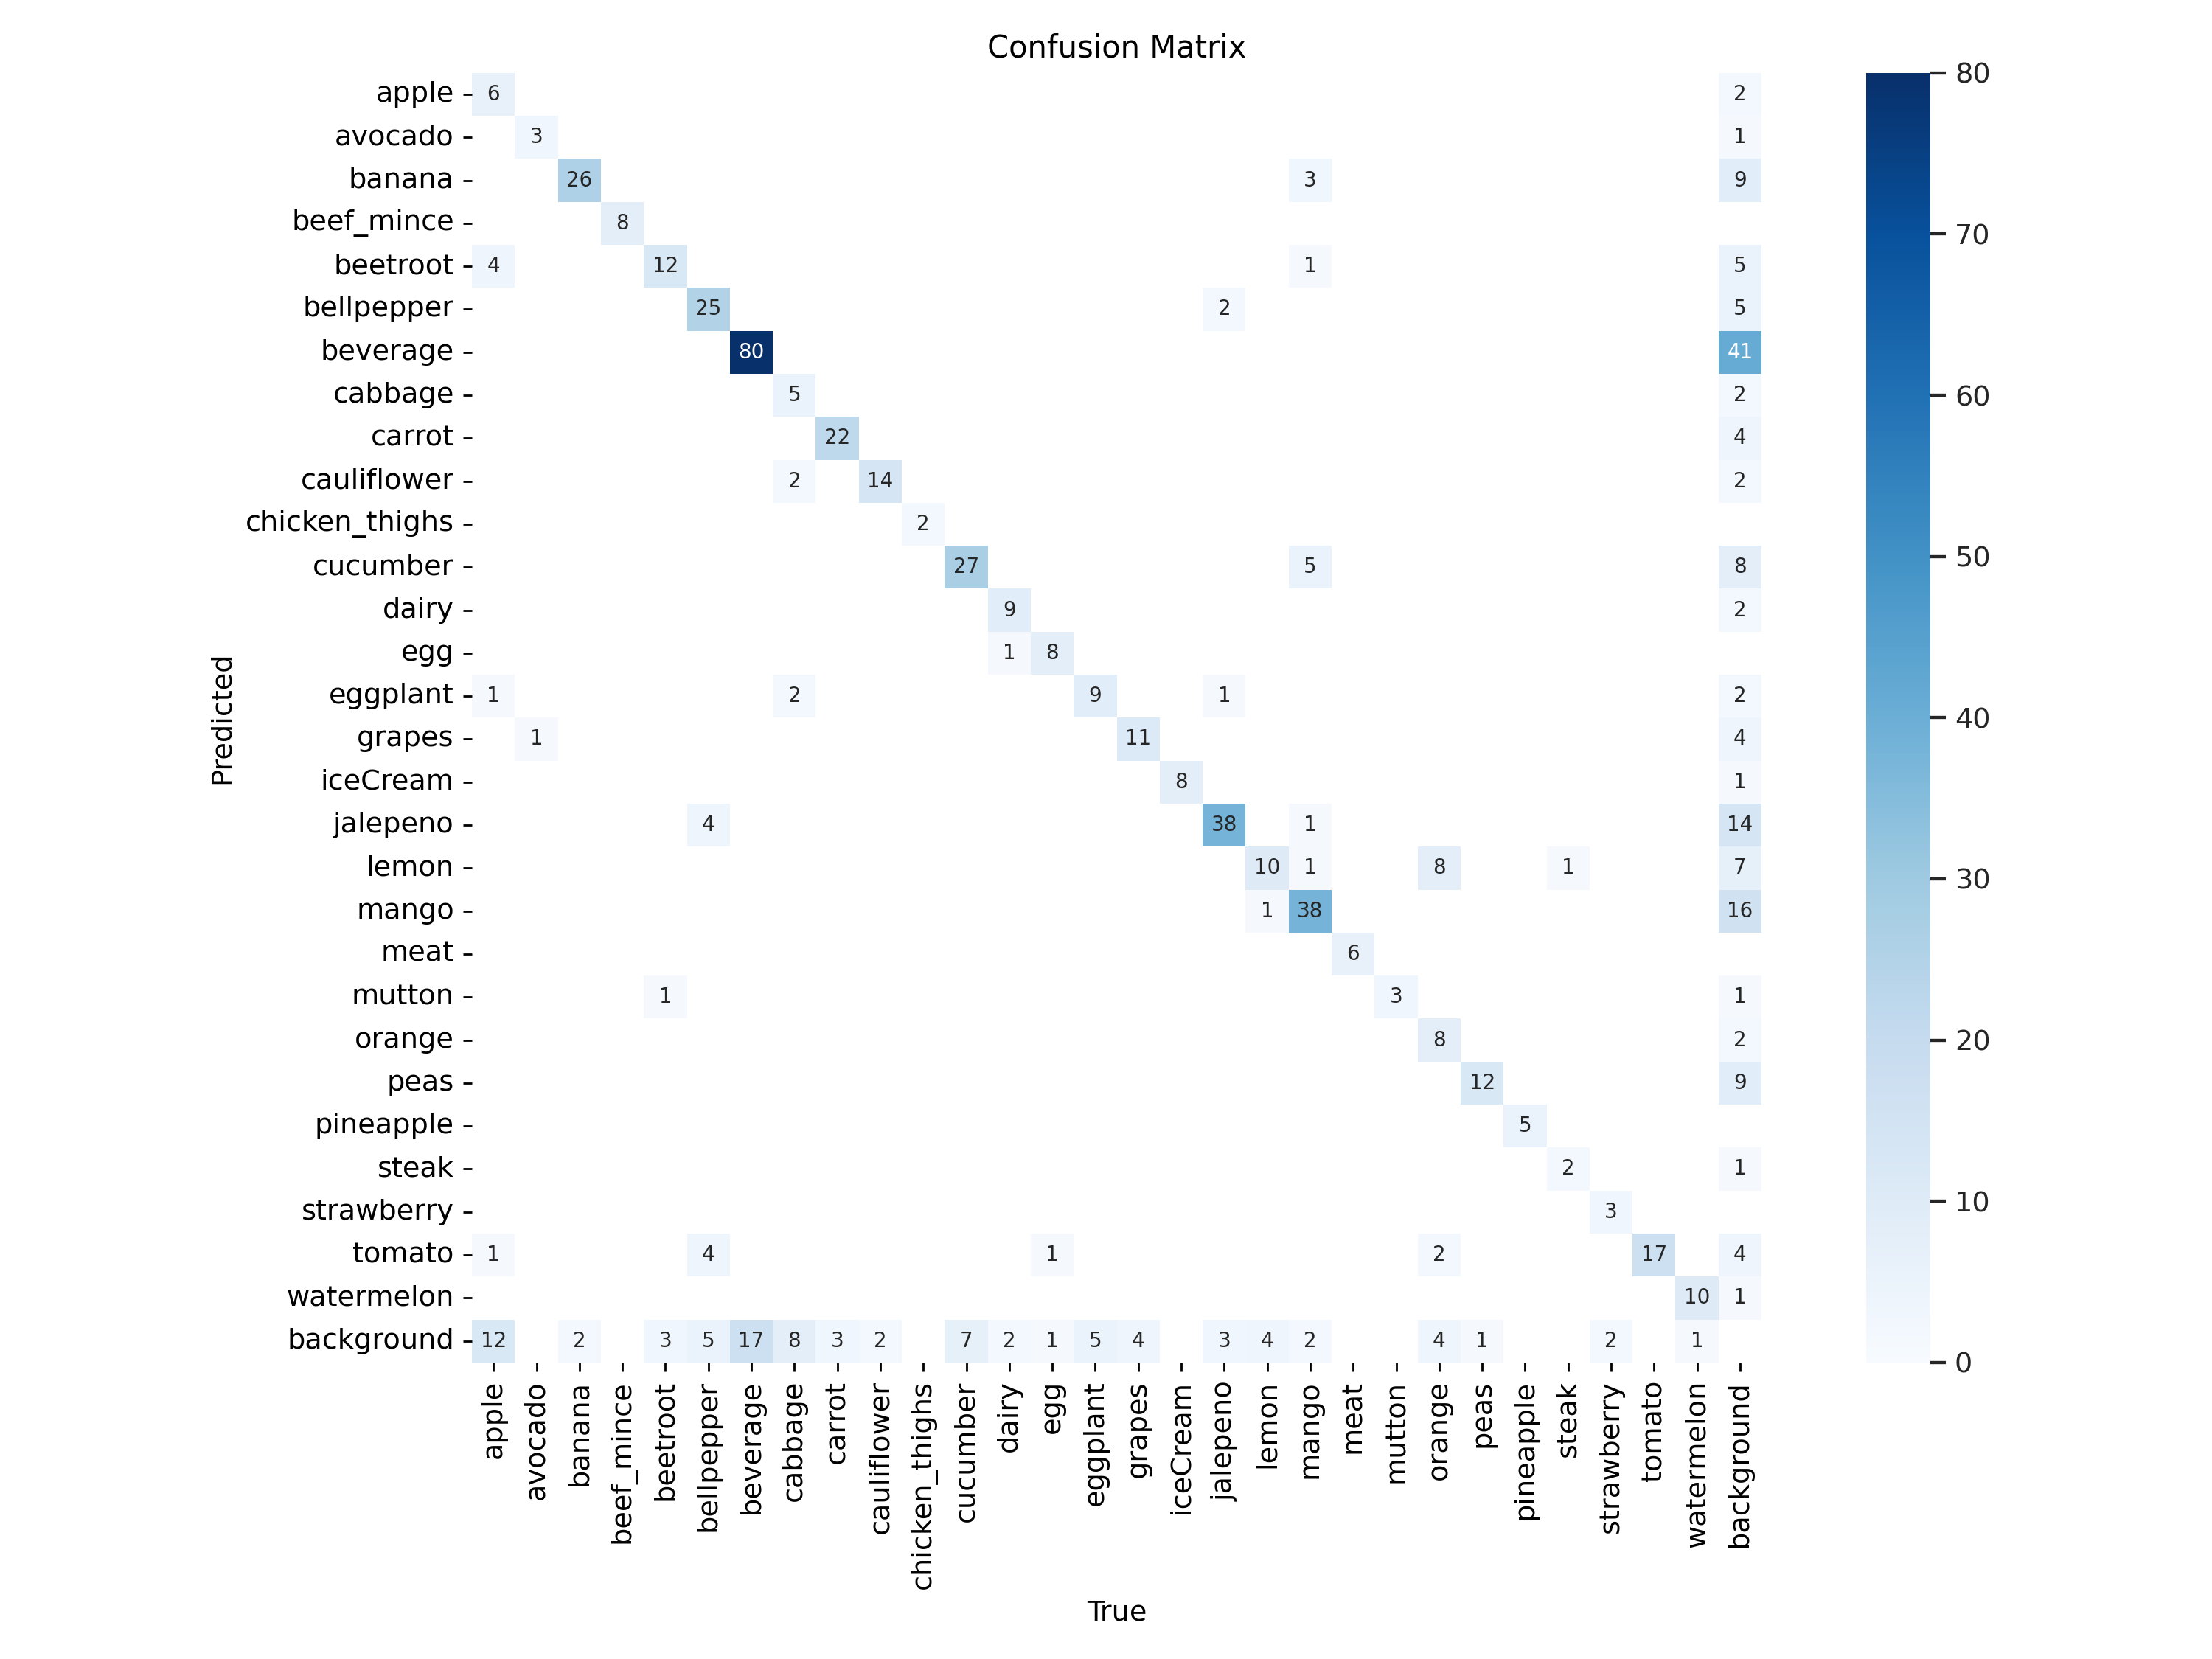 Confusion Matrix
apple 6 2 80
avocado 3 1
banana 26 3 9
beef_mince 8 70
beetroot 4 12 1 5
bellpepper 25 2 5
beverage 80 41
cabbage 5 2 60
carrot 22 4
cauliflower 2 14 2
chicken_thighs 2
cucumber 27 5 8 50
dairy 9 2
egg 1 8
eggplant 1 2 9 1 2
grapes 1 11 4 40
iceCream 8 1
jalepeno 4 38 1 14
lemon 10 1 8 1 7 30
mango 1 38 16
meat 6
mutton 1 3 1
orange 8 2 20
peas 12 9
pineapple 5
steak 2 1
strawberry 3 10
tomato 1 4 1 2 17 4
watermelon 10 1
background 12 2 3 5 17 8 3 2 7 2 1 5 4 3 4 2 4 1 2 1 0
Predicted
apple avocado banana beef_mince beetroot bellpepper beverage cabbage carrot cauliflower chicken_thighs cucumber dairy egg eggplant grapes iceCream jalepeno lemon mango meat mutton orange peas pineapple steak strawberry tomato watermelon background
True